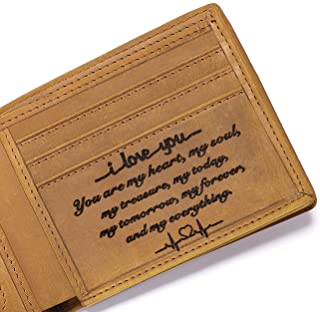 i love you
You are my heart, my soul,
my treasure, my today,
my tomorrow, my forever,
and my everything.